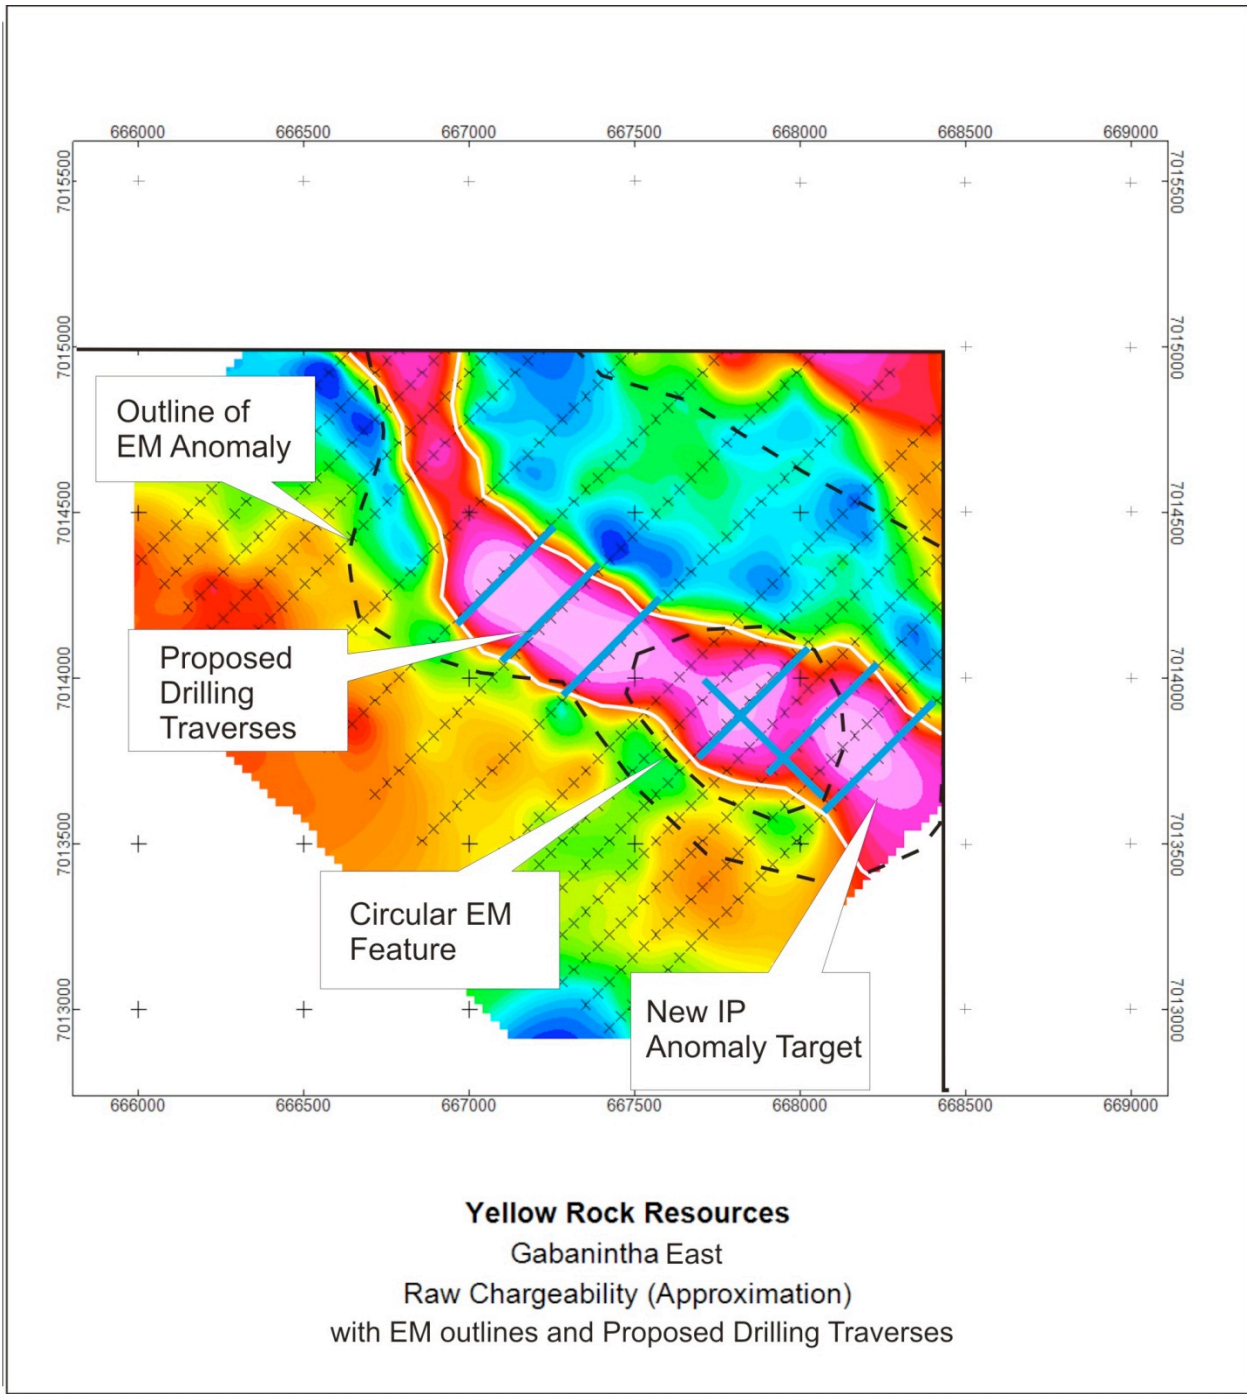 666000 666500 667000 667500 668000 668500 669000
7015500 7015500
7015000 7015000
Outline of
EM Anomaly
7014500 7014500
Proposed
Drilling
Traverses
7014000 7014000
7013500 7013500
Circular EM
Feature
New IP
Anomaly Target
7013000 7013000
666000 666500 667000 667500 668000 668500 669000
Yellow Rock Resources
Gabanintha East
Raw Chargeability (Approximation)
with EM outlines and Proposed Drilling Traverses